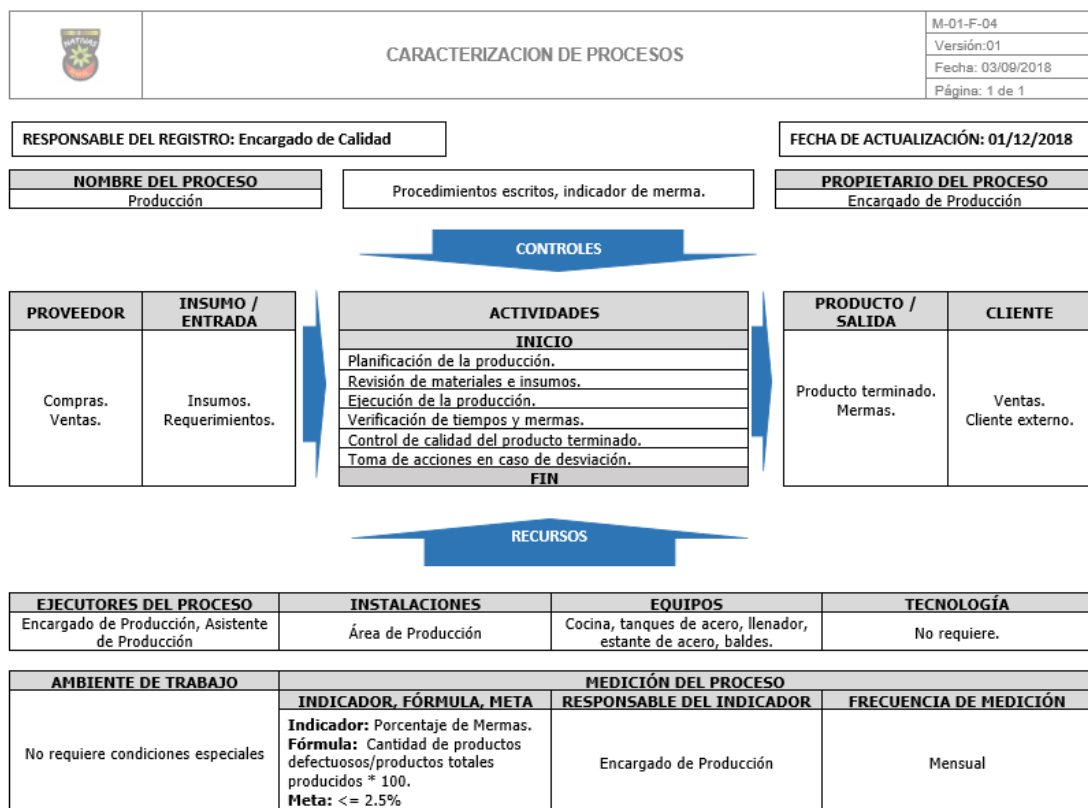 NATIVAS
CARACTERIZACION DE PROCESOS
M-01-F-04
Versión:01
Fecha: 03/09/2018
Página: 1 de 1
RESPONSABLE DEL REGISTRO: Encargado de Calidad
FECHA DE ACTUALIZACIÓN: 01/12/2018
NOMBRE DEL PROCESO
Producción
Procedimientos escritos, indicador de merma.
PROPIETARIO DEL PROCESO
Encargado de Producción
CONTROLES
PROVEEDOR
INSUMO /
ENTRADA
Compras.
Ventas.
Insumos.
Requerimientos.
ACTIVIDADES
INICIO
Planificación de la producción.
Revisión de materiales e insumos.
Ejecución de la producción.
Verificación de tiempos y mermas.
Control de calidad del producto terminado.
Toma de acciones en caso de desviación.
FIN
PRODUCTO /
SALIDA
CLIENTE
Producto terminado.
Mermas.
Ventas.
Cliente externo.
RECURSOS
EJECUTORES DEL PROCESO
INSTALACIONES
EQUIPOS
TECNOLOGÍA
Encargado de Producción, Asistente
de Producción
Área de Producción
Cocina, tanques de acero, llenador,
estante de acero, baldes.
No requiere.
AMBIENTE DE TRABAJO
MEDICIÓN DEL PROCESO
INDICADOR, FÓRMULA, META
RESPONSABLE DEL INDICADOR
FRECUENCIA DE MEDICIÓN
No requiere condiciones especiales
Indicador: Porcentaje de Mermas.
Fórmula: Cantidad de productos
defectuosos/productos totales
producidos * 100.
Meta: <= 2.5%
Encargado de Producción
Mensual